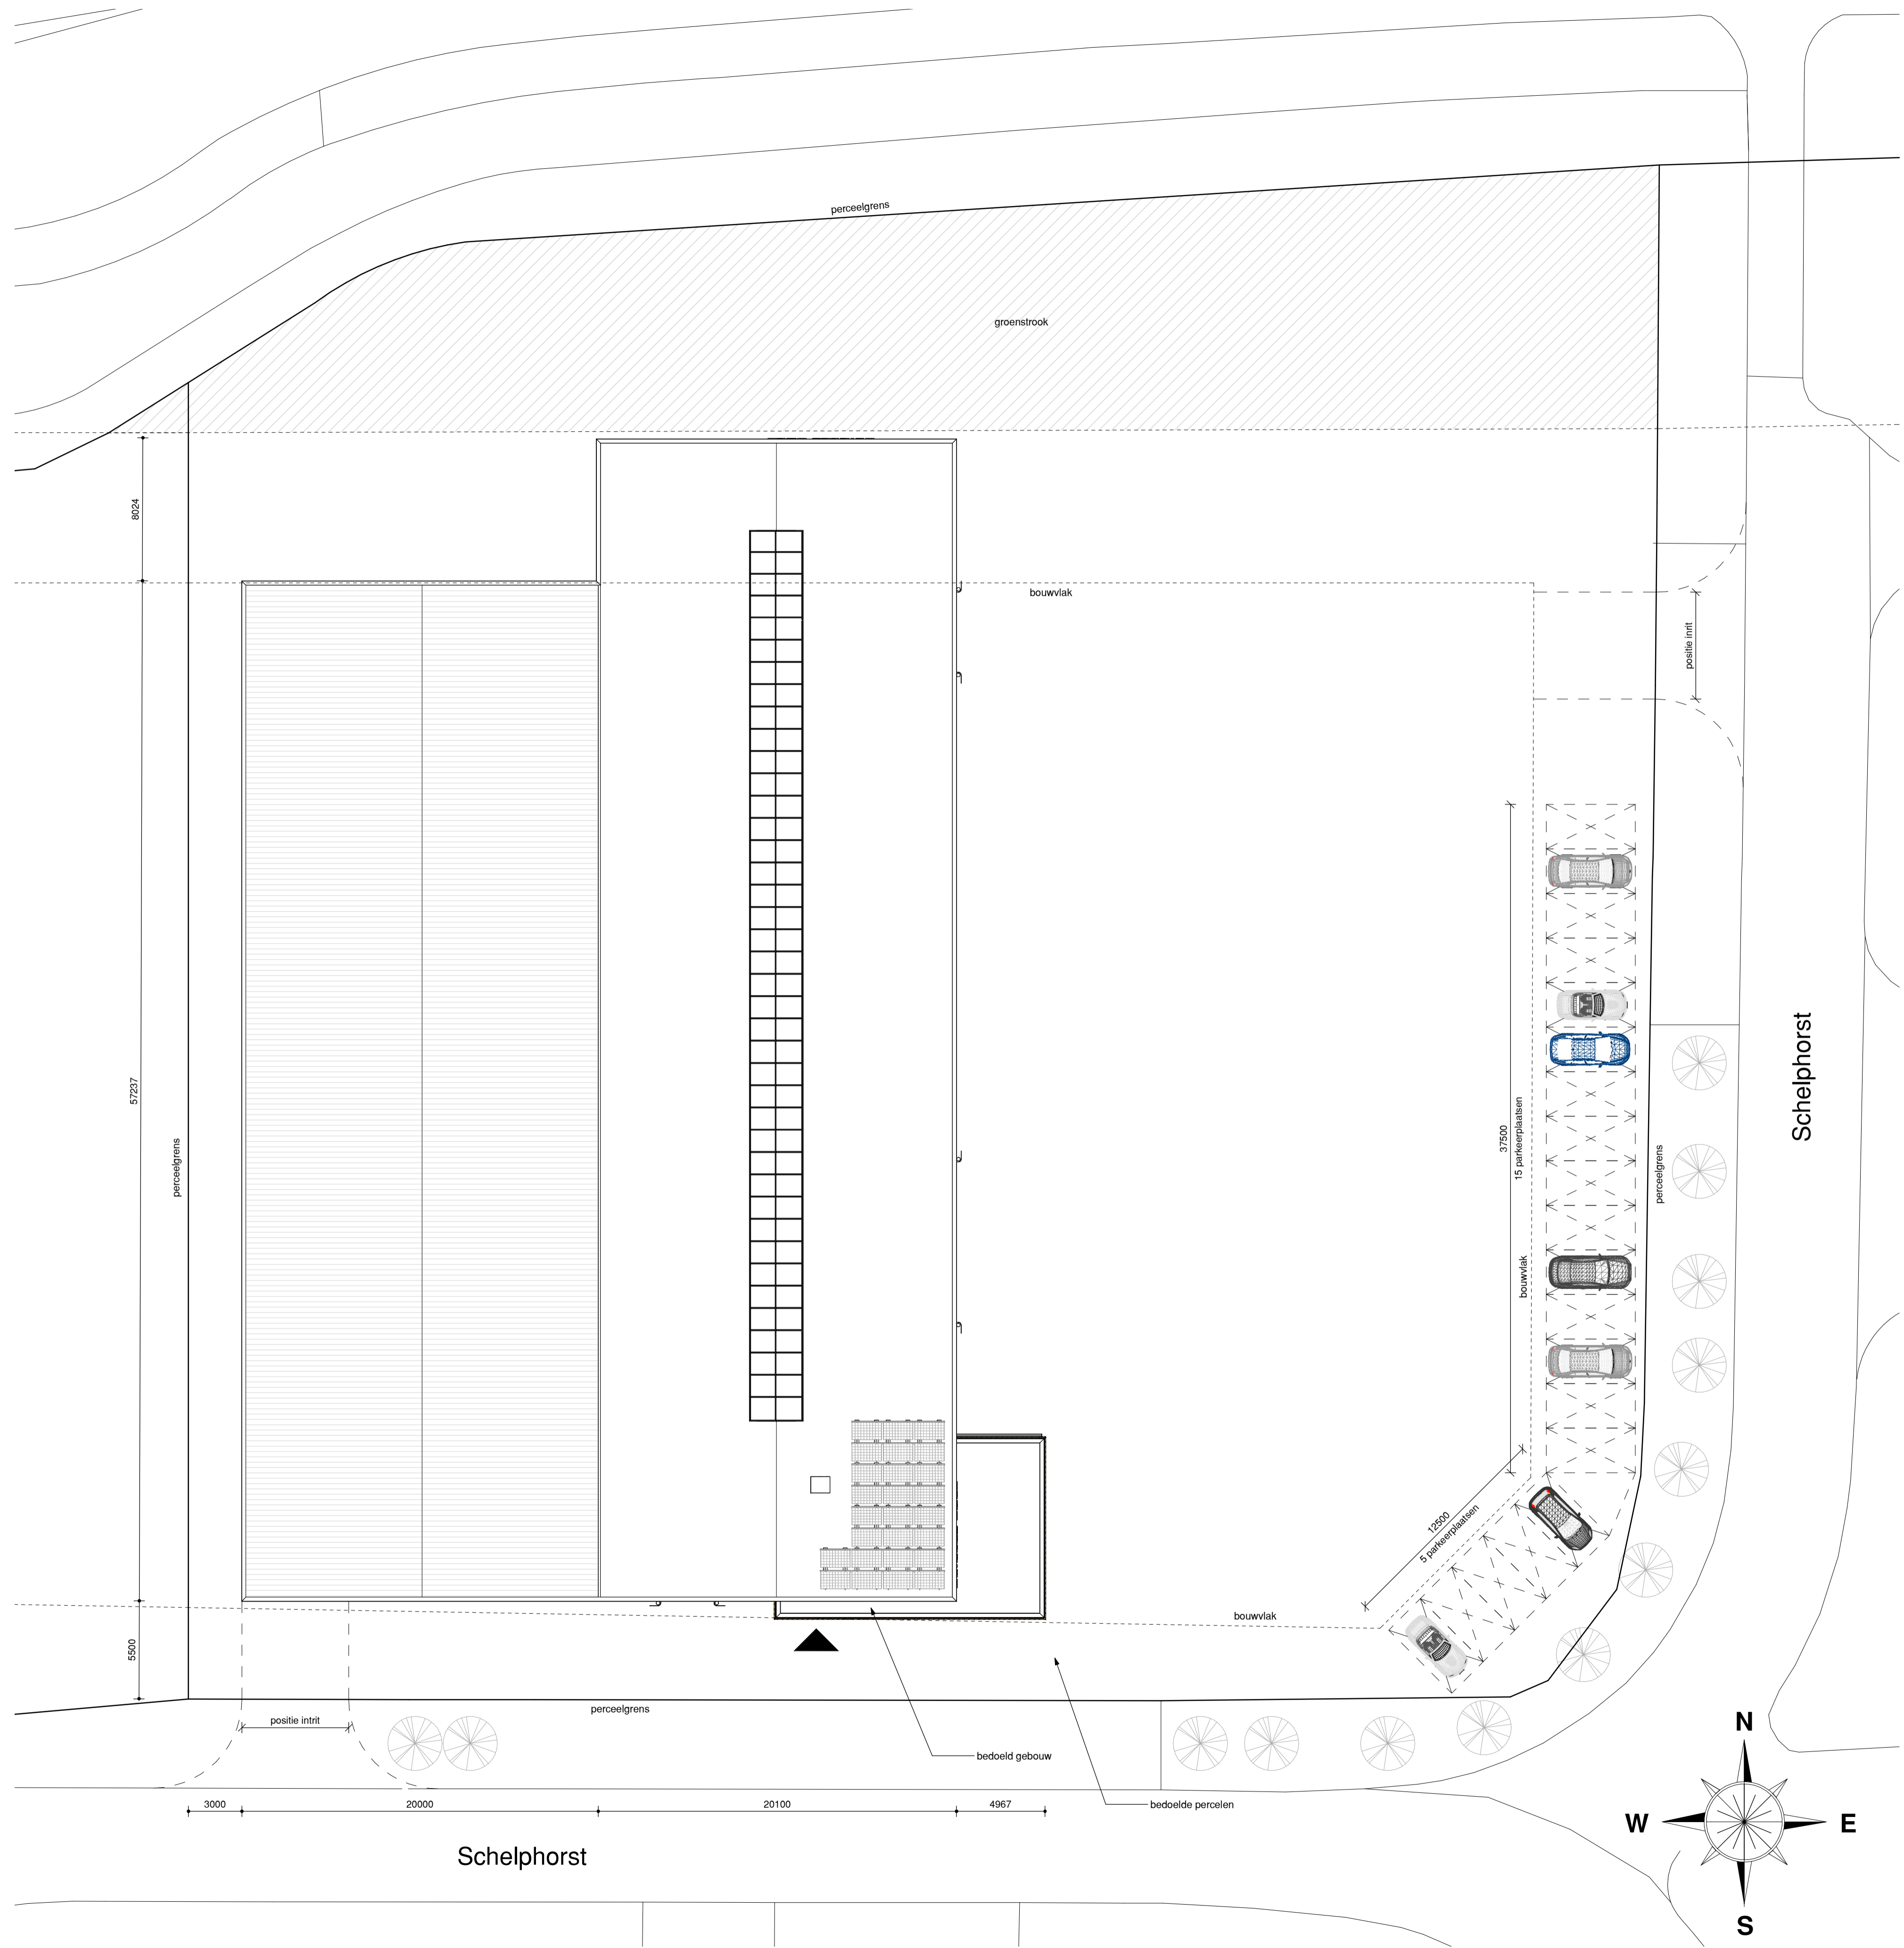 perceelgrens
groenstrook
8024
bouwvlak
positie inrit
57237
perceelgrens
37500
15 parkeerplaatsen
bouwvlak
perceelgrens
Schelphorst
12500
5 parkeerplaatsen
bouwvlak
5500
perceelgrens
positie intrit
bedoeld gebouw
bedoelde percelen
3000
20000
20100
4967
Schelphorst
N
W
E
S